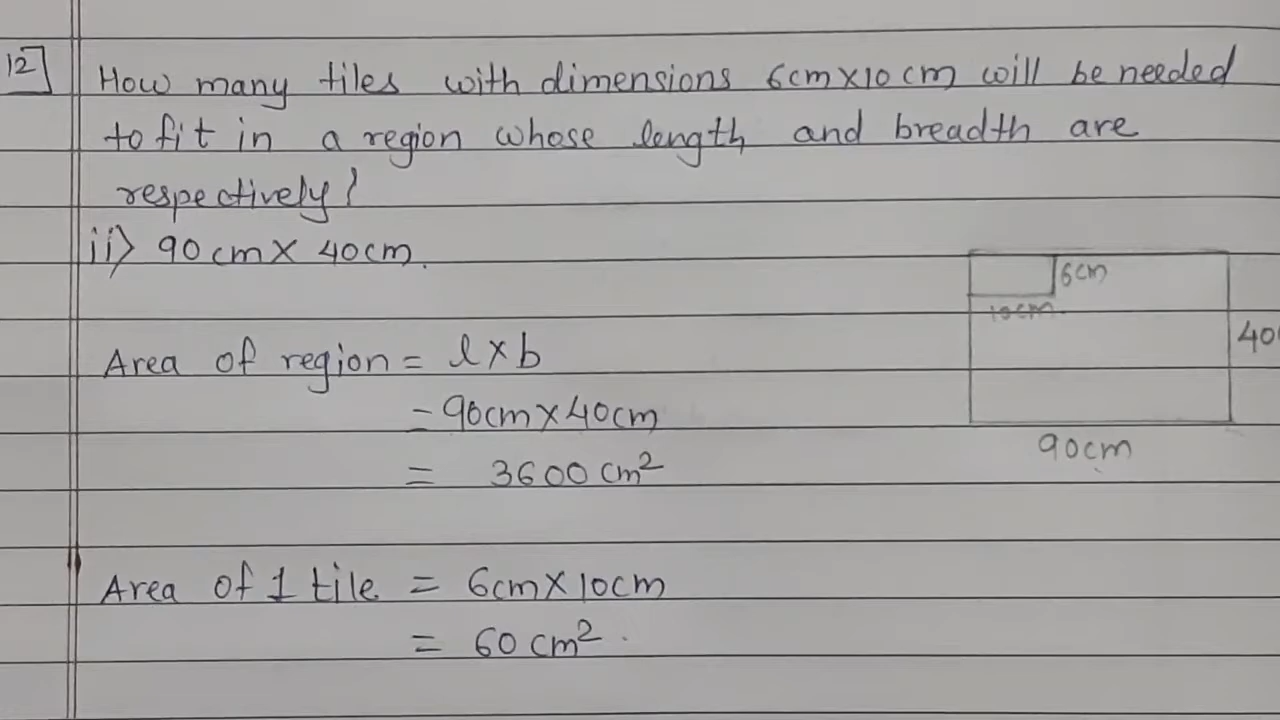 12
How many tiles with dimensions 6cm×10cm will be needed
to fit in a region whose length and breadth are
respectively?
ii) 90cm × 40cm.
6cm
10cm.
Area of region = l×b
40
= 90cm×40cm
90cm
= 3600 cm²
Area of 1 tile = 6cm×10cm
= 60 cm².